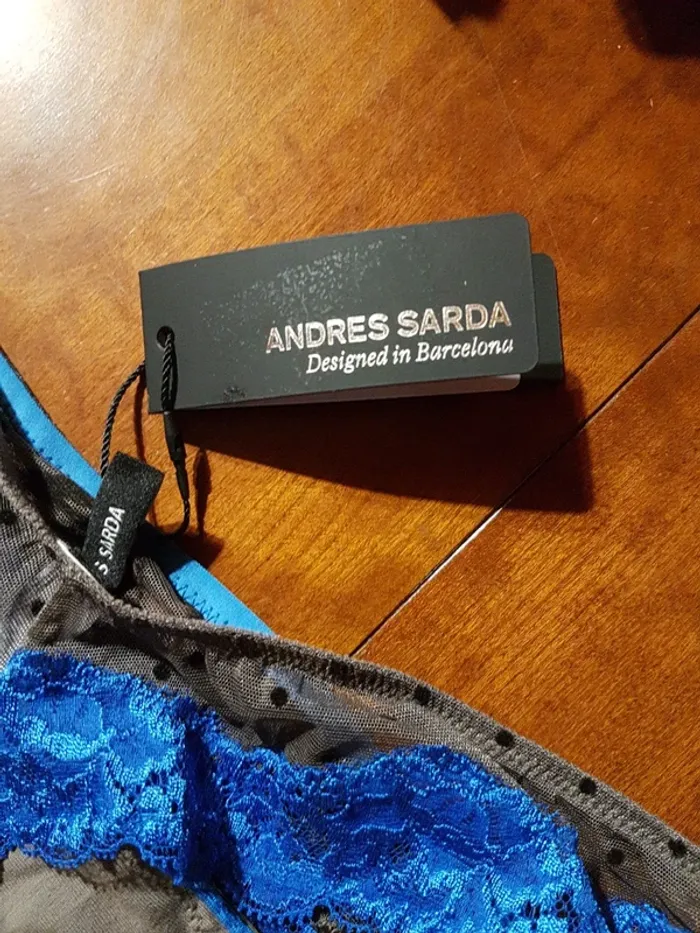 ANDRES SARDA
Designed in Barcelona
S SARDA